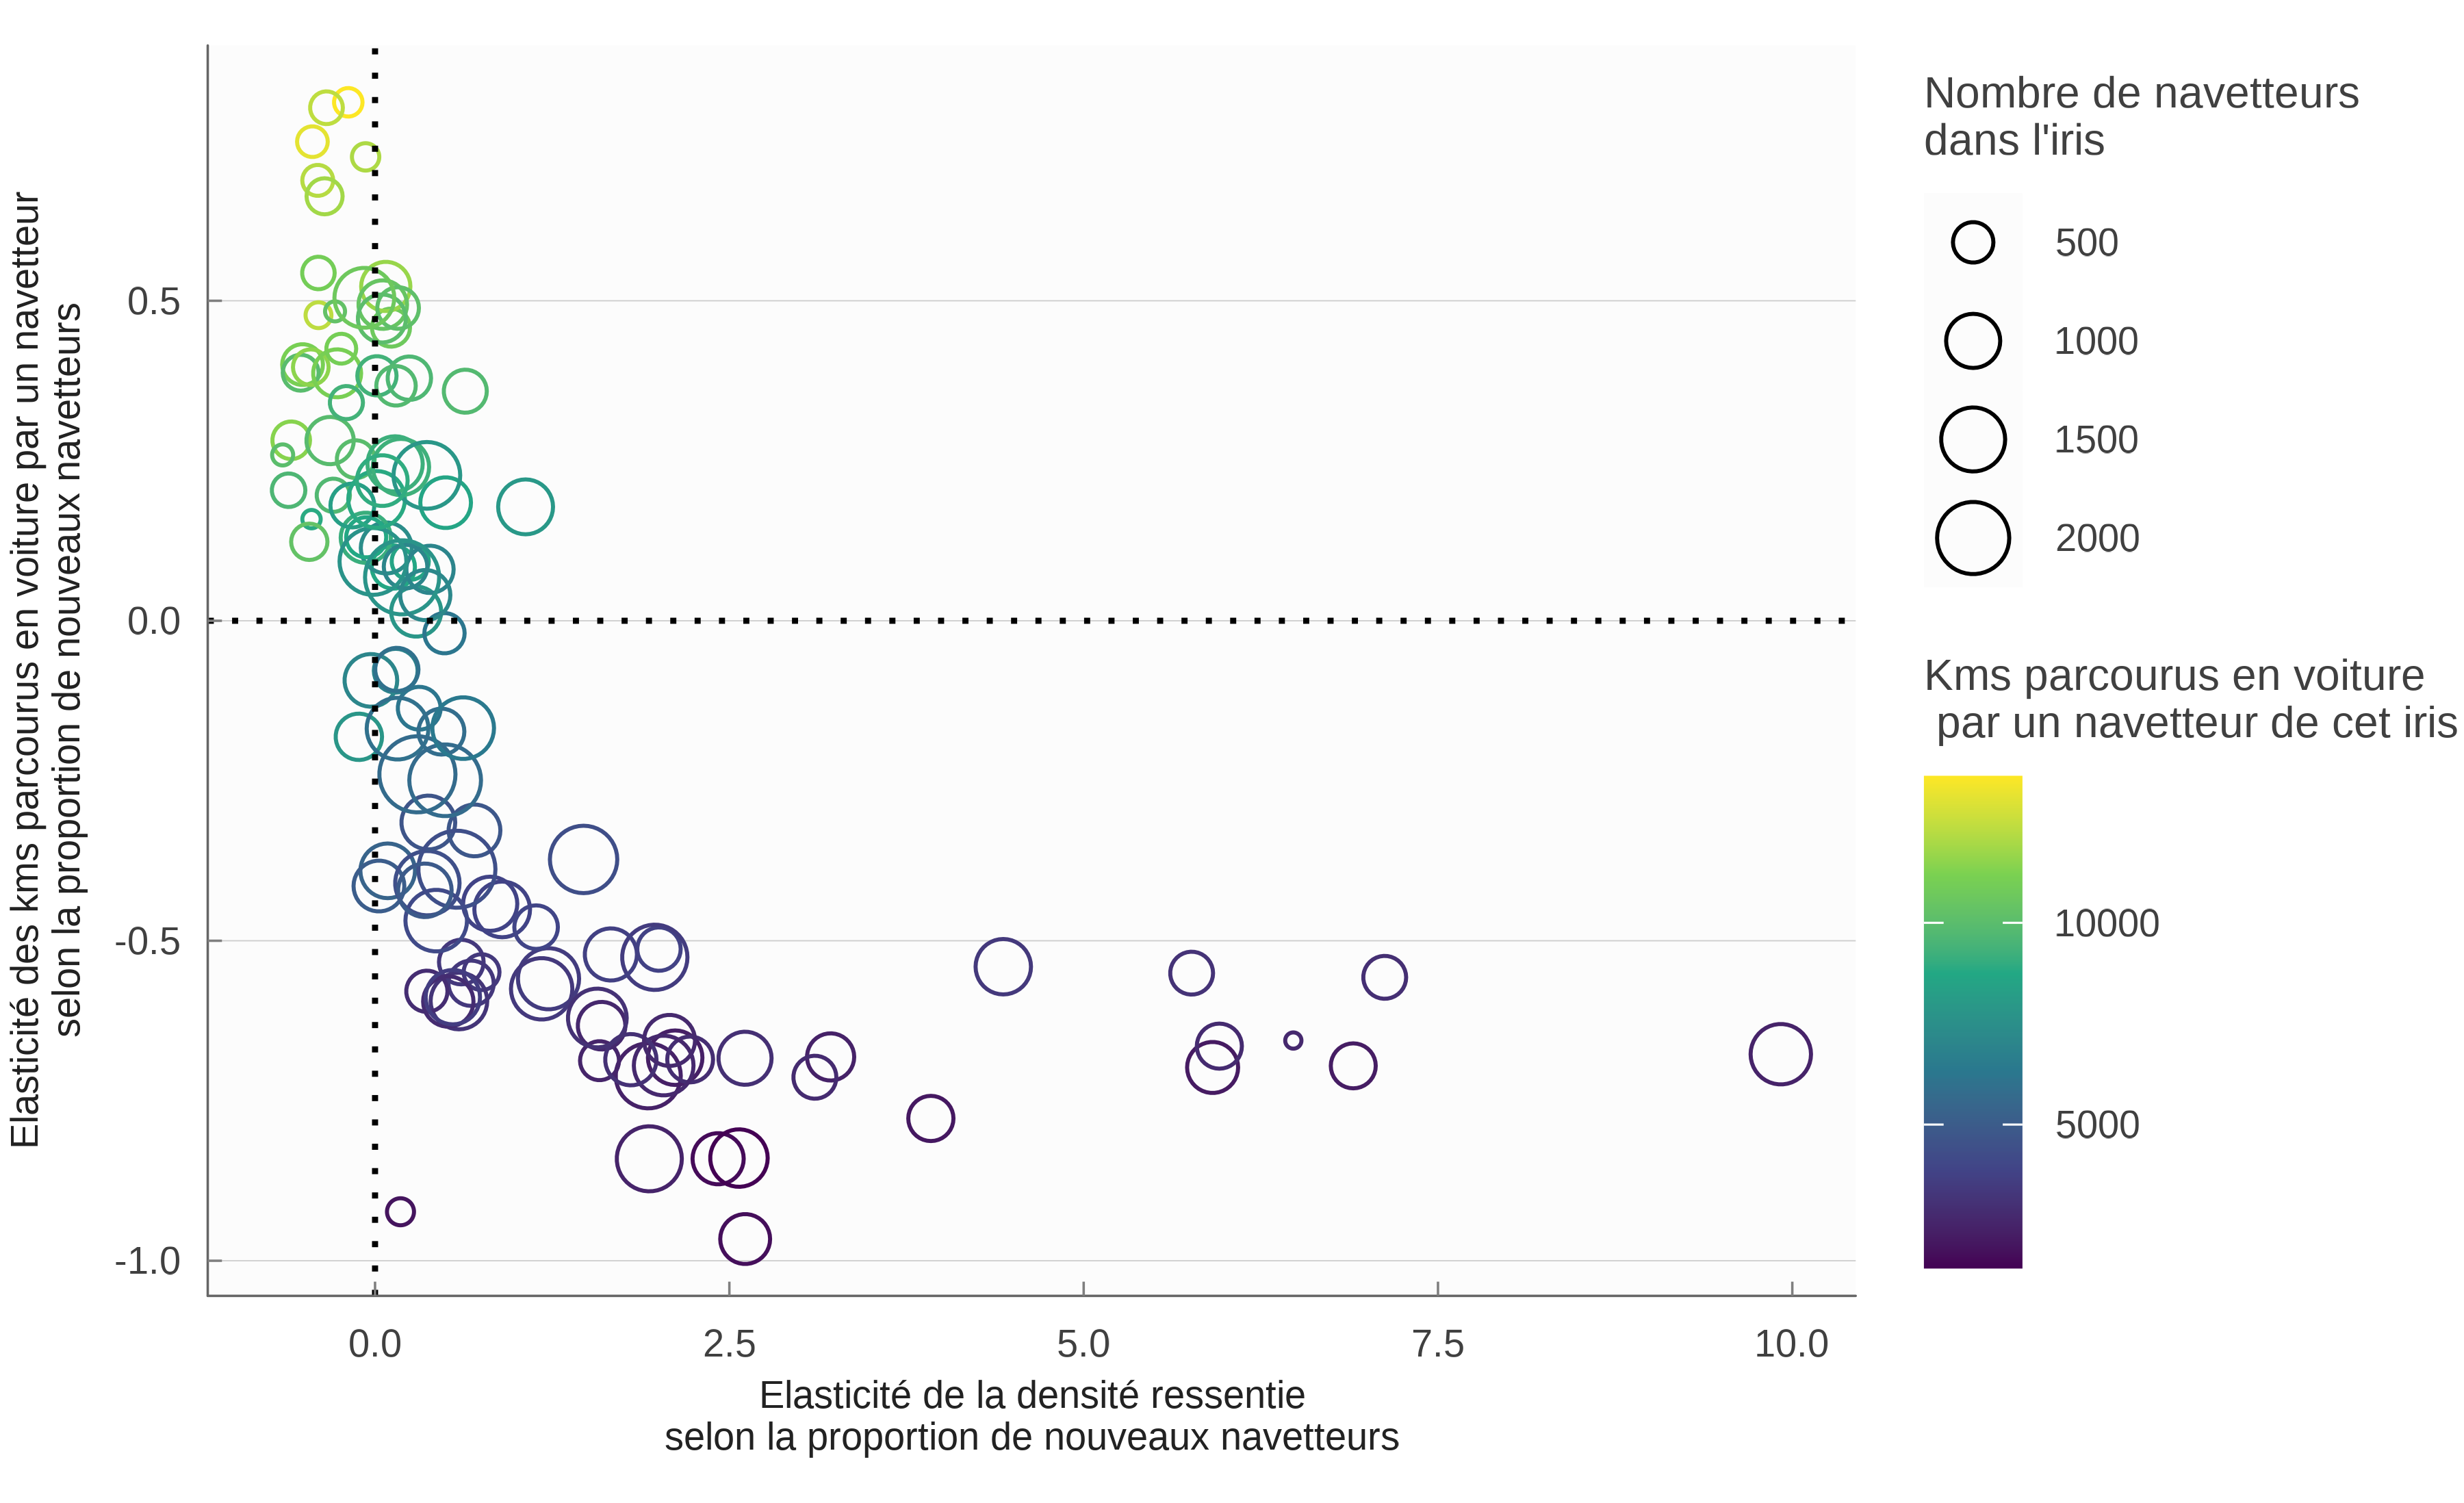 Elasticité des kms parcourus en voiture par un navetteur
selon la proportion de nouveaux navetteurs
0.5
0.0
-0.5
-1.0
0.0
2.5
5.0
7.5
10.0
Elasticité de la densité ressentie
selon la proportion de nouveaux navetteurs
Nombre de navetteurs
dans l'iris
500
1000
1500
2000
Kms parcourus en voiture
par un navetteur de cet iris
10000
5000